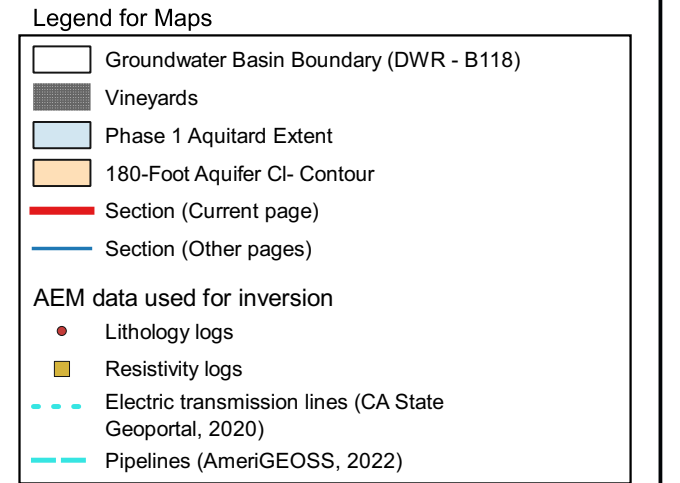 Legend for Maps
Groundwater Basin Boundary (DWR - B118)
Vineyards
Phase 1 Aquitard Extent
180-Foot Aquifer Cl- Contour
Section (Current page)
Section (Other pages)
AEM data used for inversion
Lithology logs
Resistivity logs
Electric transmission lines (CA State
Geoportal, 2020)
Pipelines (AmeriGEOSS, 2022)